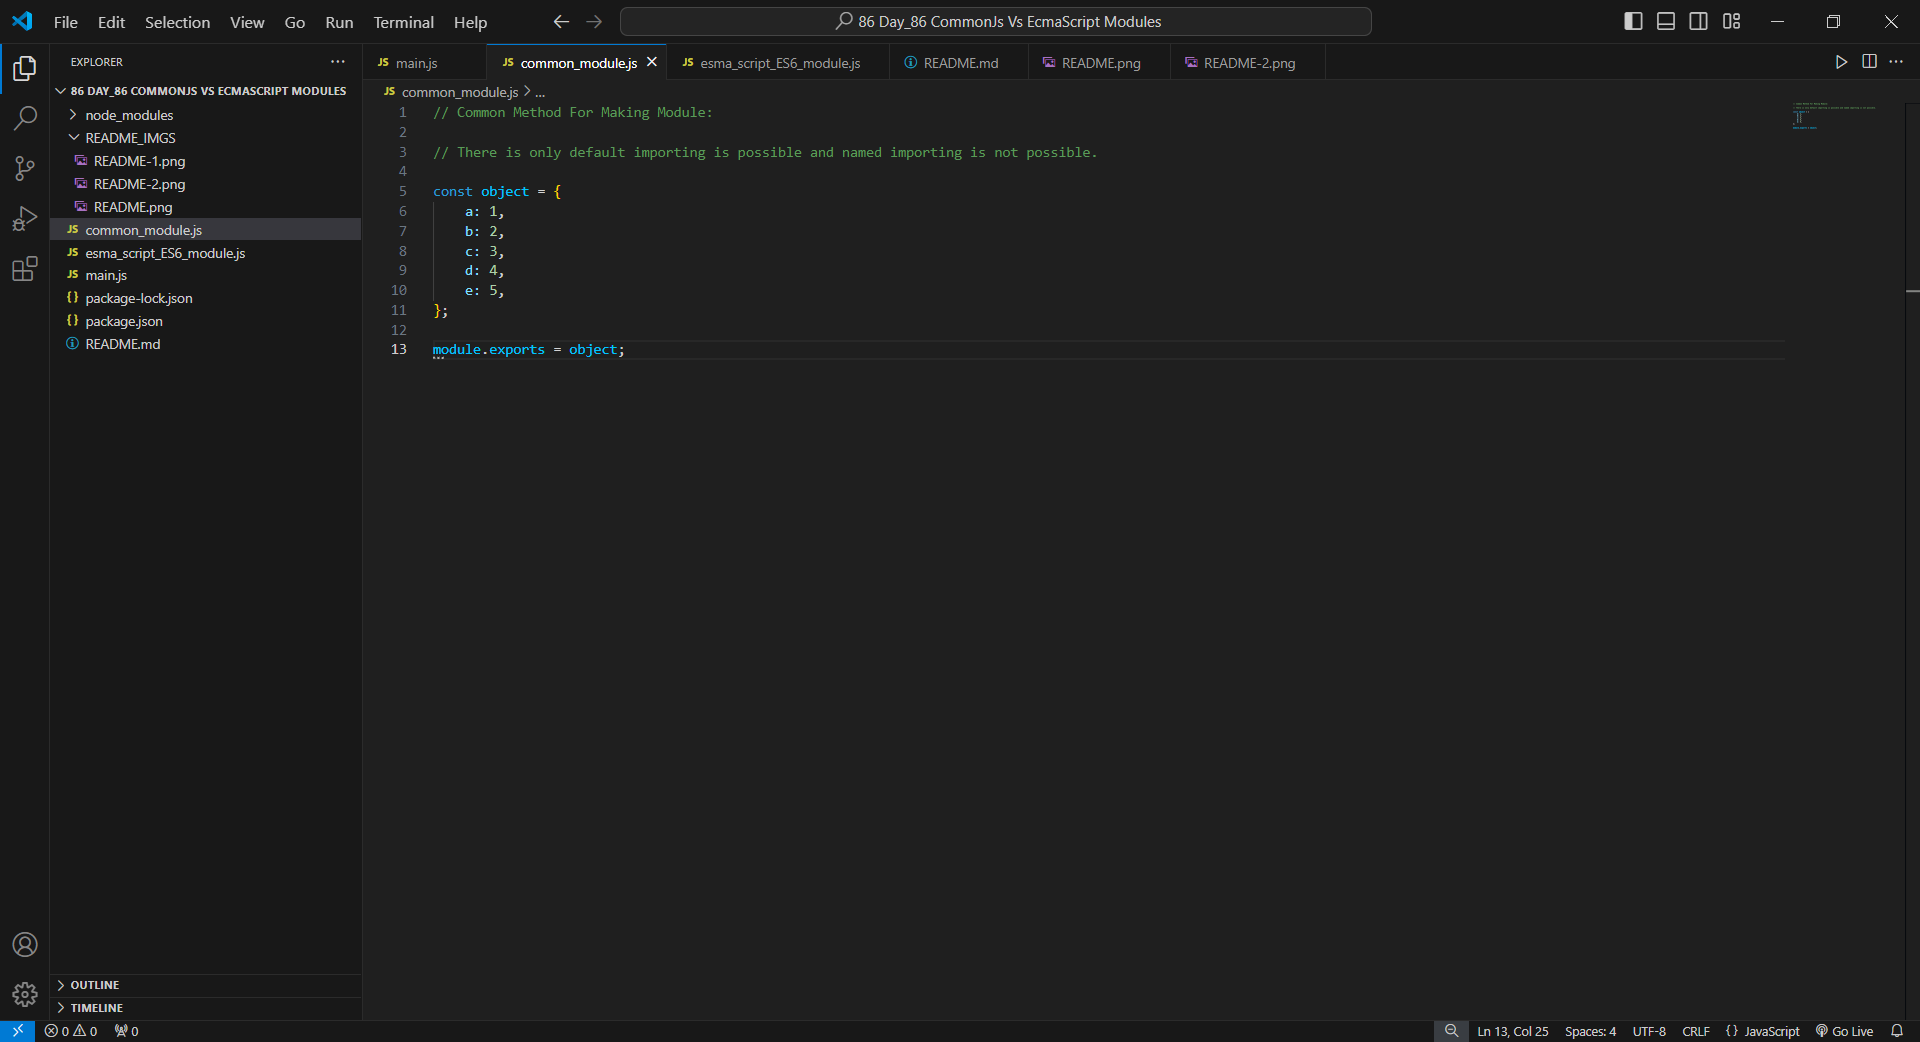 File Edit Selection View Go Run Terminal Help
86 Day_86 CommonJs Vs EcmaScript Modules
EXPLORER
86 DAY_86 COMMONJS VS ECMASCRIPT MODULES
node_modules
README_IMGS
README-1.png
README-2.png
README.png
JS common_module.js
JS esma_script_ES6_module.js
JS main.js
{} package-lock.json
{} package.json
README.md
OUTLINE
TIMELINE
JS main.js
JS common_module.js
JS esma_script_ES6_module.js
README.md
README.png
README-2.png
JS common_module.js > ...
1 // Common Method For Making Module:
2
3 // There is only default importing is possible and named importing is not possible.
4
5 const object = {
6 a: 1,
7 b: 2,
8 c: 3,
9 d: 4,
10 e: 5,
11 };
12
13 module.exports = object;
0 0 0
Ln 13, Col 25 Spaces: 4 UTF-8 CRLF {} JavaScript Go Live